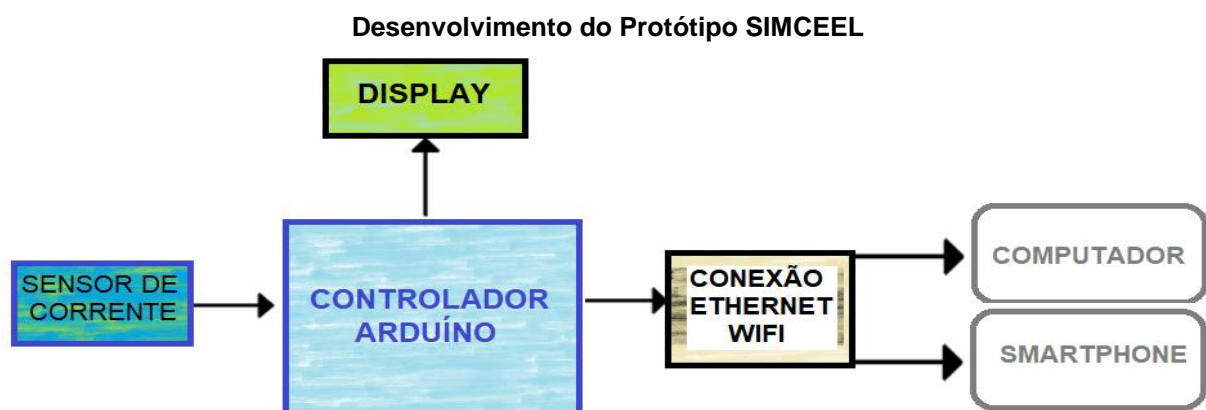 Desenvolvimento do Protótipo SIMCEEL
DISPLAY
SENSOR DE
CORRENTE
CONTROLADOR
ARDUÍNO
CONEXÃO
ETHERNET
WIFI
COMPUTADOR
SMARTPHONE